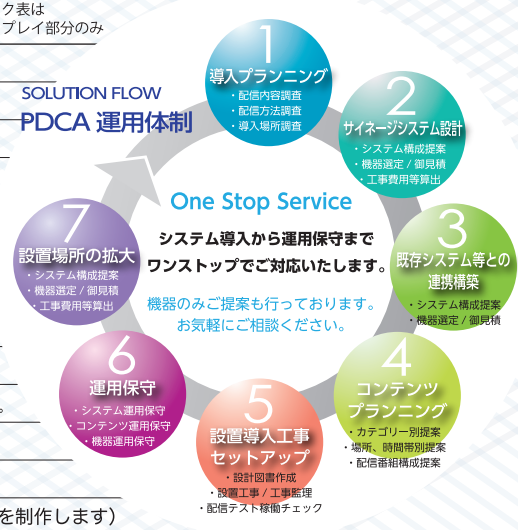 ク表は
プレイ部分のみ
SOLUTION FLOW
PDCA 運用体制
1
導入プランニング
・配信内容調査
・配信方法調査
・導入場所調査
2
サイネージシステム設計
・システム構成提案
・機器選定 / 御見積
・工事費用等算出
3
既存システム等との
連携構築
・システム構成提案
・機器選定 / 御見積
4
コンテンツ
プランニング
・カテゴリー別提案
・場所、時間帯別提案
・配信番組構成提案
5
設置導入工事
セットアップ
・設計図書作成
・設置工事 / 工事監理
・配信テスト稼働チェック
6
運用保守
・システム運用保守
・コンテンツ運用保守
・機器運用保守
7
設置場所の拡大
・システム構成提案
・機器選定 / 御見積
・工事費用等算出
One Stop Service
システム導入から運用保守まで
ワンストップでご対応いたします。
機器のみご提案も行っております。
お気軽にご相談ください。
。
を制作します）